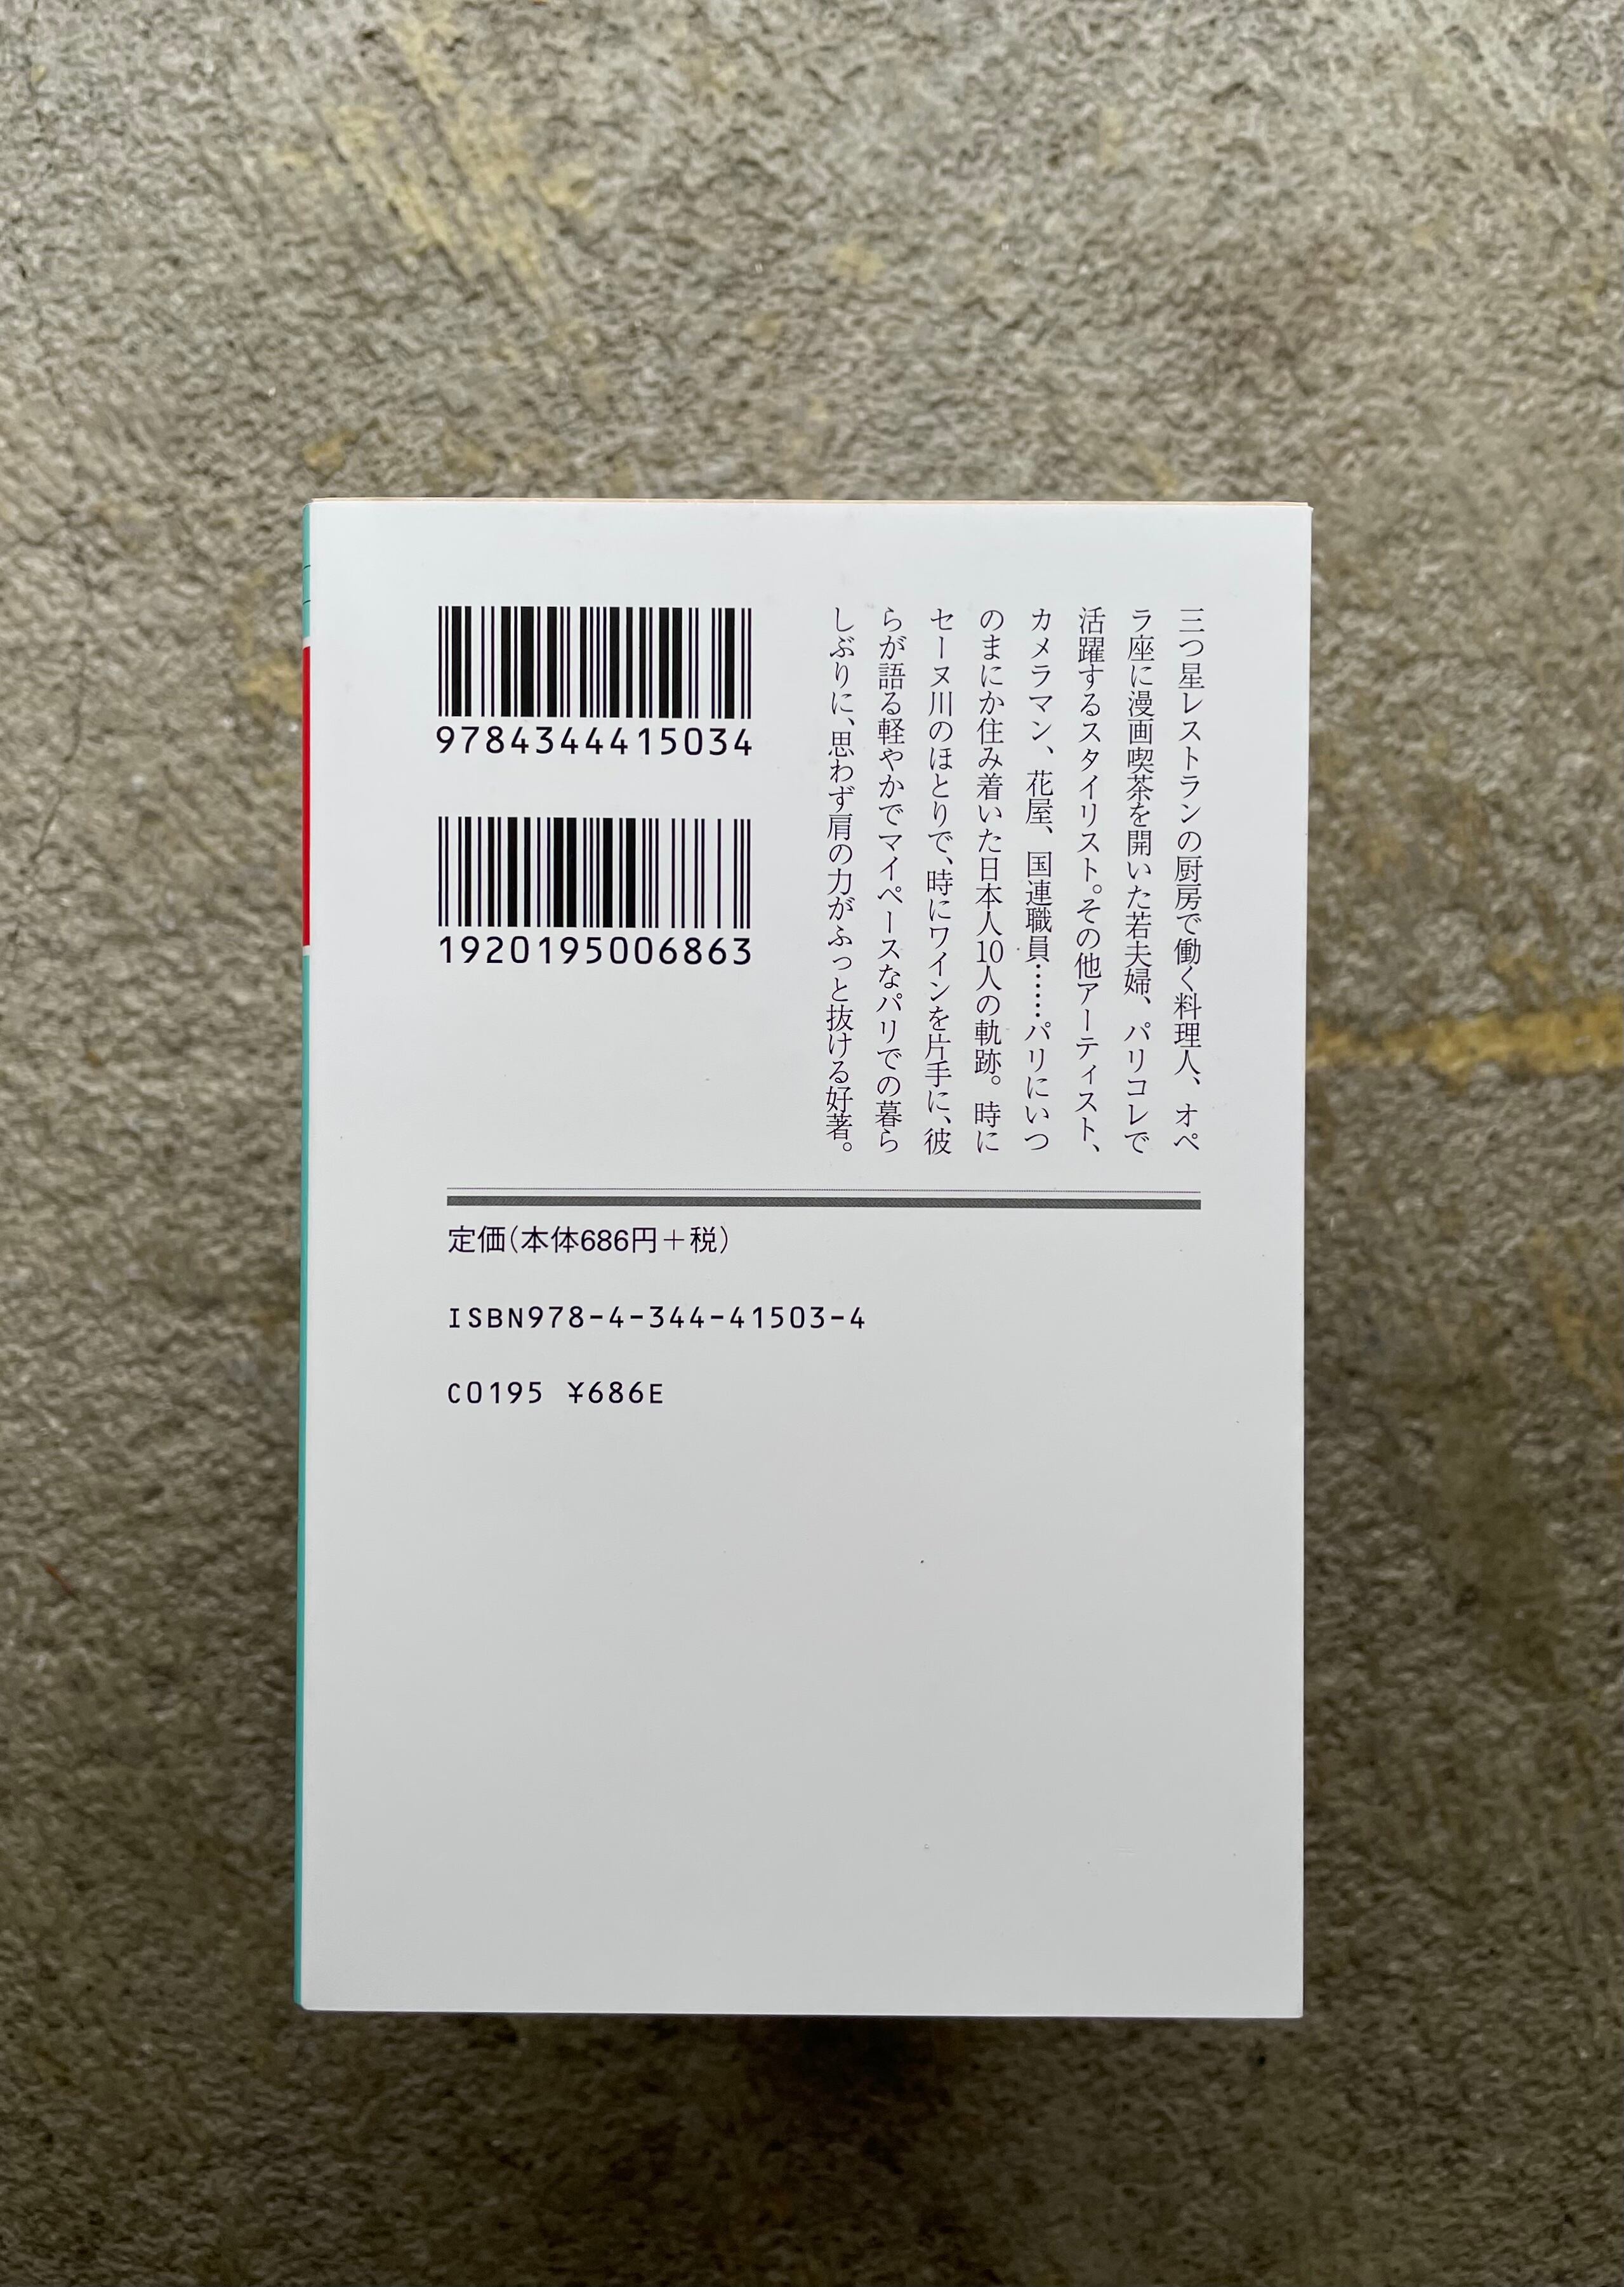 三つ星レストランの厨房で働く料理人、オペ
ラ座に漫画喫茶を開いた若夫婦、パリコレで
活躍するスタイリスト。その他アーティスト、
カメラマン、花屋、国連職員……パリにいつ
のまにか住み着いた日本人10人の軌跡。時に
セーヌ川のほとりで、時にワインを片手に、彼
らが語る軽やかでマイペースなパリでの暮ら
しぶりに、思わず肩の力がふっと抜ける好著。
9784344415034
1920195006863
定価(本体686円+税)
ISBN978-4-344-41503-4
C0195 ¥686E